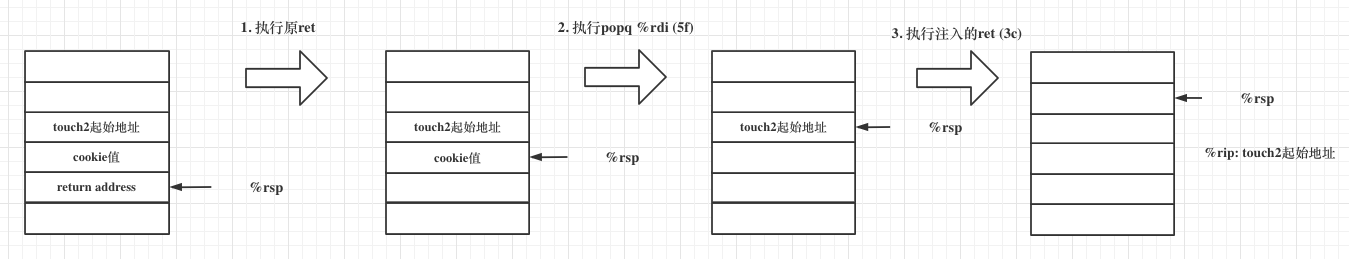 1. 执行原ret
2. 执行popq %rdi (5f)
3. 执行注入的ret (3c)
touch2起始地址
cookie值
return address
%rsp
touch2起始地址
cookie值
%rsp
touch2起始地址
%rsp
%rsp
%rip: touch2起始地址